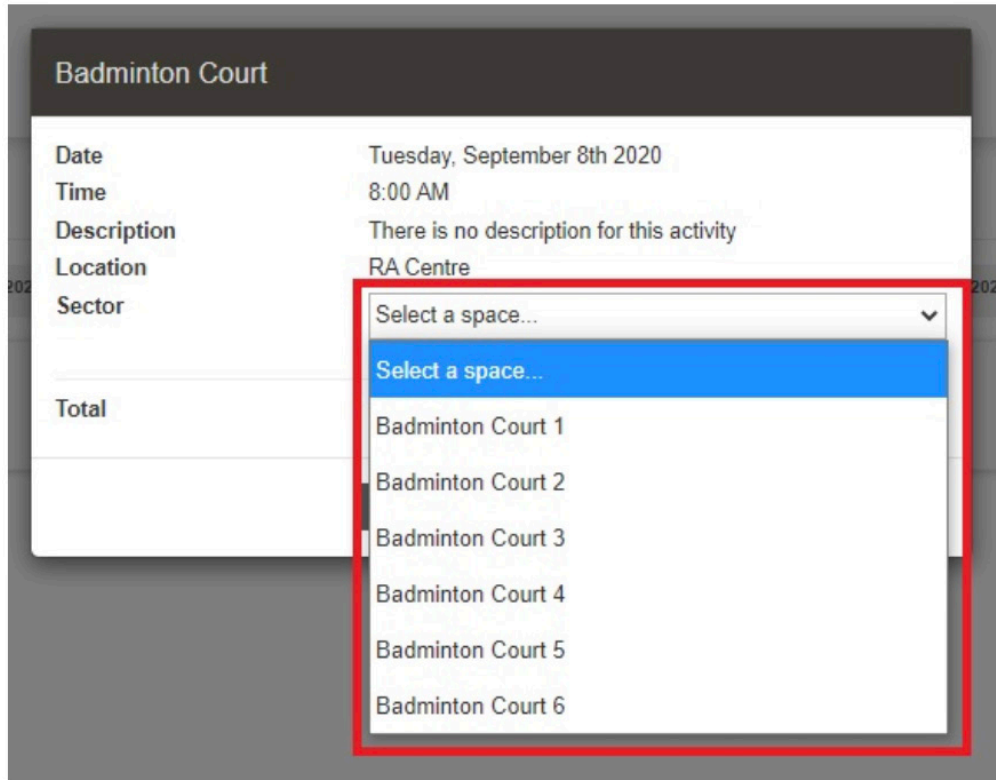 Badminton Court
Date Tuesday, September 8th 2020
Time 8:00 AM
Description There is no description for this activity
Location RA Centre
202
202
Sector Select a space...
Select a space...
Total
Badminton Court 1
Badminton Court 2
Badminton Court 3
Badminton Court 4
Badminton Court 5
Badminton Court 6